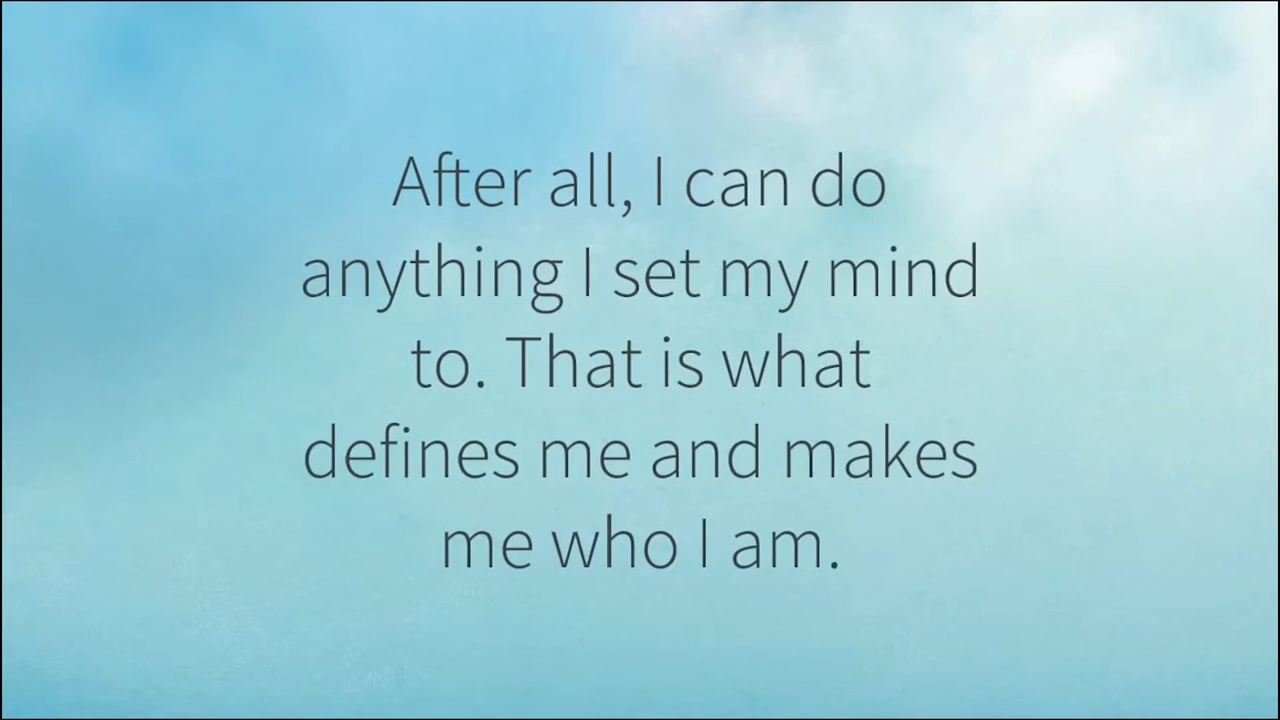 After all, I can do
anything I set my mind
to. That is what
defines me and makes
me who I am.